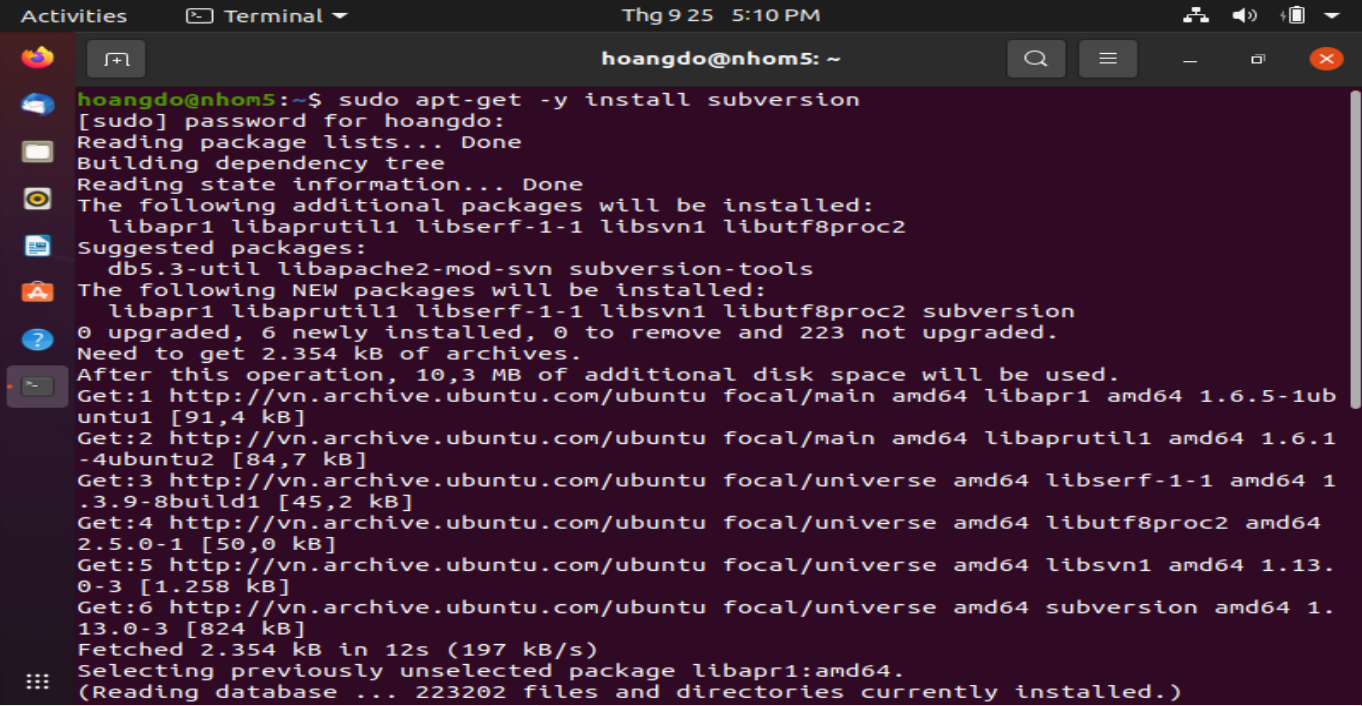 Activities Terminal Thg 9 25 5:10 PM
hoangdo@nhom5: ~
hoangdo@nhom5:~$ sudo apt-get -y install subversion
[sudo] password for hoangdo:
Reading package lists... Done
Building dependency tree
Reading state information... Done
The following additional packages will be installed:
  libapr1 libaprutil1 libserf-1-1 libsvn1 libutf8proc2
Suggested packages:
  db5.3-util libapache2-mod-svn subversion-tools
The following NEW packages will be installed:
  libapr1 libaprutil1 libserf-1-1 libsvn1 libutf8proc2 subversion
0 upgraded, 6 newly installed, 0 to remove and 223 not upgraded.
Need to get 2.354 kB of archives.
After this operation, 10,3 MB of additional disk space will be used.
Get:1 http://vn.archive.ubuntu.com/ubuntu focal/main amd64 libapr1 amd64 1.6.5-1ub
untu1 [91,4 kB]
Get:2 http://vn.archive.ubuntu.com/ubuntu focal/main amd64 libaprutil1 amd64 1.6.1
-4ubuntu2 [84,7 kB]
Get:3 http://vn.archive.ubuntu.com/ubuntu focal/universe amd64 libserf-1-1 amd64 1
.3.9-8build1 [45,2 kB]
Get:4 http://vn.archive.ubuntu.com/ubuntu focal/universe amd64 libutf8proc2 amd64
2.5.0-1 [50,0 kB]
Get:5 http://vn.archive.ubuntu.com/ubuntu focal/universe amd64 libsvn1 amd64 1.13.
0-3 [1.258 kB]
Get:6 http://vn.archive.ubuntu.com/ubuntu focal/universe amd64 subversion amd64 1.
13.0-3 [824 kB]
Fetched 2.354 kB in 12s (197 kB/s)
Selecting previously unselected package libapr1:amd64.
(Reading database ... 223202 files and directories currently installed.)